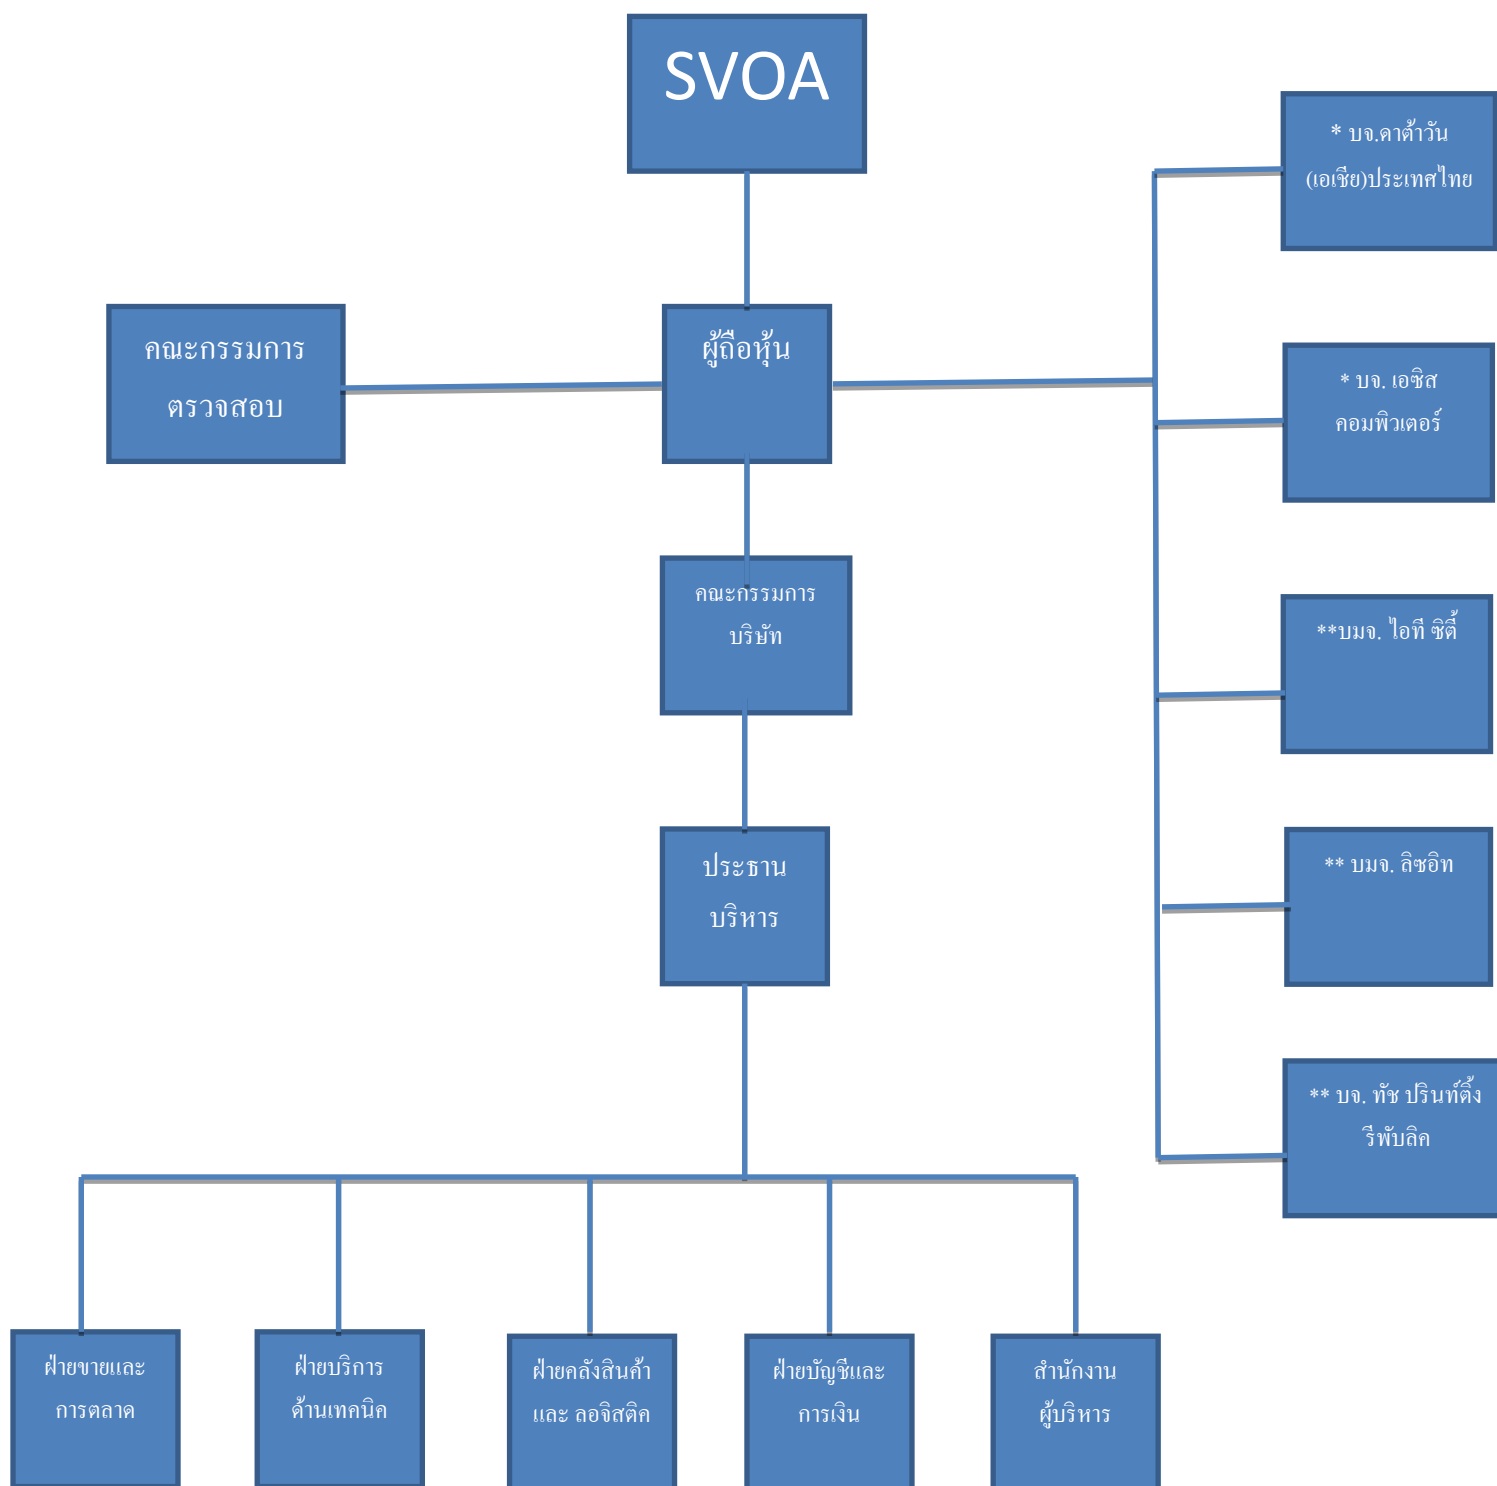 SVOA
* บจ.คาต้าวัน
(เอเชีย)ประเทศไทย
คณะกรรมการ
ตรวจสอบ
ผู้ถือหุ้น
* บจ. เอซิส
คอมพิวเตอร์
คณะกรรมการ
บริษัท
**บมจ. ไอที ซิตี้
ประธาน
บริหาร
** บมจ. ลิซอิท
** บจ. ทัช ปรินท์ติ้ง
รีพับลิค
ฝ่ายขายและ
การตลาด
ฝ่ายบริการ
ด้านเทคนิค
ฝ่ายคลังสินค้า
และ ลอจิสติค
ฝ่ายบัญชีและ
การเงิน
สำนักงาน
ผู้บริหาร